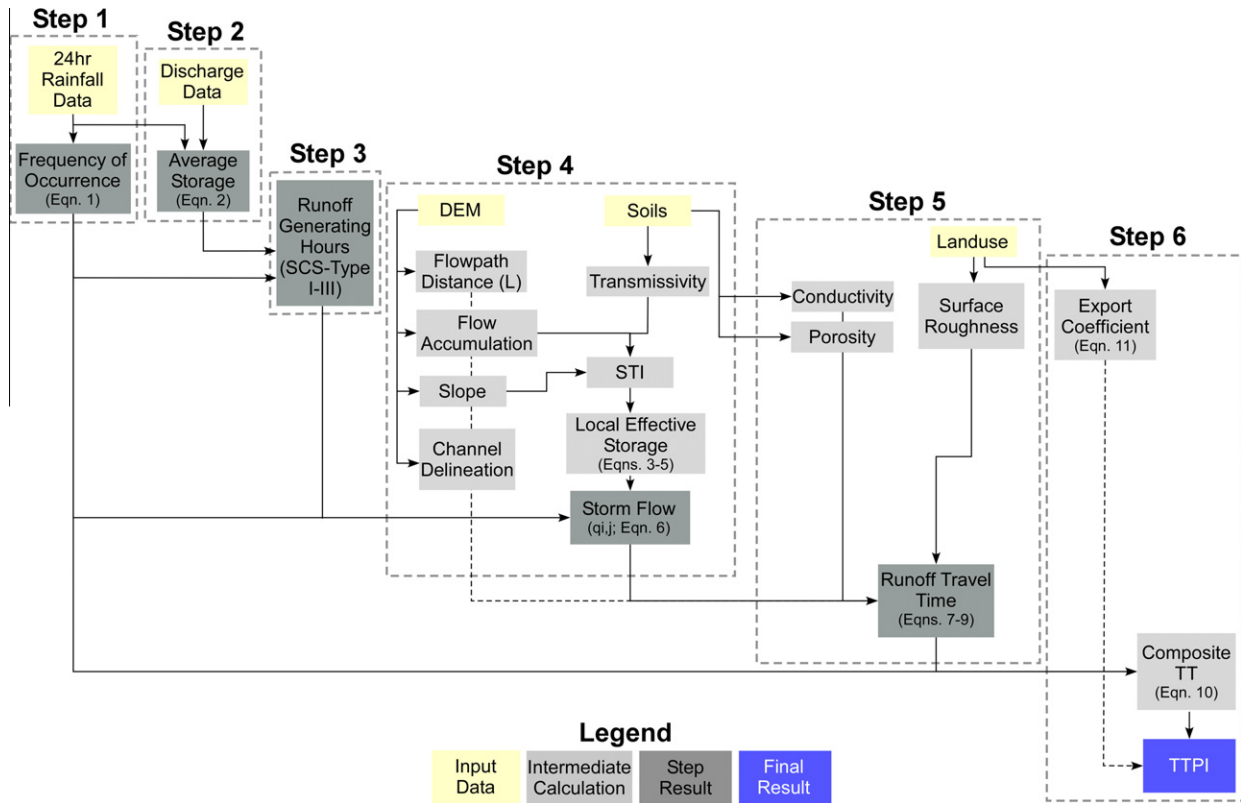 Step 1
24hr
Rainfall
Data
Frequency of
Occurrence
(Eqn. 1)
Step 2
Discharge
Data
Average
Storage
(Eqn. 2)
Step 3
Runoff
Generating
Hours
(SCS-Type
I-III)
Step 4
DEM
Soils
Flowpath
Distance (L)
Transmissivity
Flow
Accumulation
STI
Slope
Local Effective
Storage
(Eqns. 3-5)
Channel
Delineation
Storm Flow
(qi,j; Eqn. 6)
Step 5
Landuse
Conductivity
Porosity
Surface
Roughness
Runoff Travel
Time
(Eqns. 7-9)
Step 6
Export
Coefficient
(Eqn. 11)
Composite
TT
(Eqn. 10)
TTPI
Legend
Input
Data
Intermediate
Calculation
Step
Result
Final
Result